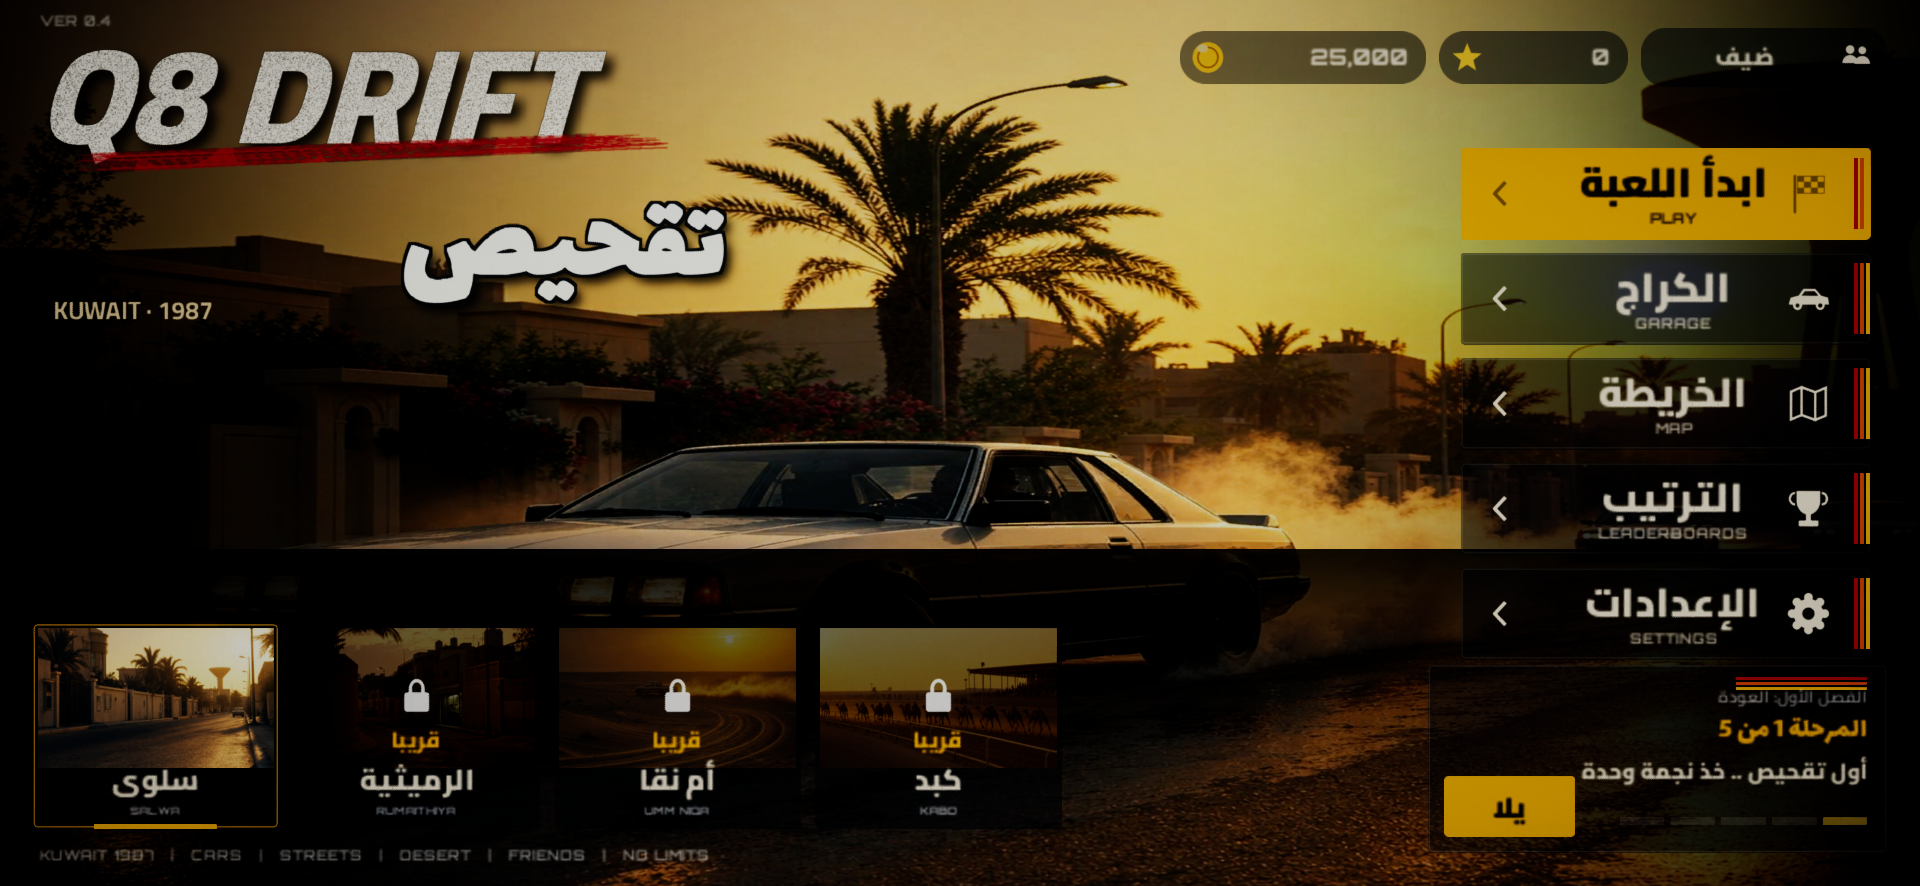 VER 0.4
Q8 DRIFT
تفحيص
KUWAIT · 1987
25,000
0
ضيف
ابدأ اللعبة
PLAY
الكراج
GARAGE
الخريطة
MAP
الترتيب
LEADERBOARDS
الإعدادات
SETTINGS
الفصل الأول: العودة
المرحلة 1 من 5
أول تقحيص .. خذ نجمة وحدة
يلا
سلوى
SALWA
قريبا
الرميثية
RUMAITHIYA
قريبا
أم نقا
UMM NIQA
قريبا
كبد
KABD
KUWAIT 1987 | CARS | STREETS | DESERT | FRIENDS | NO LIMITS